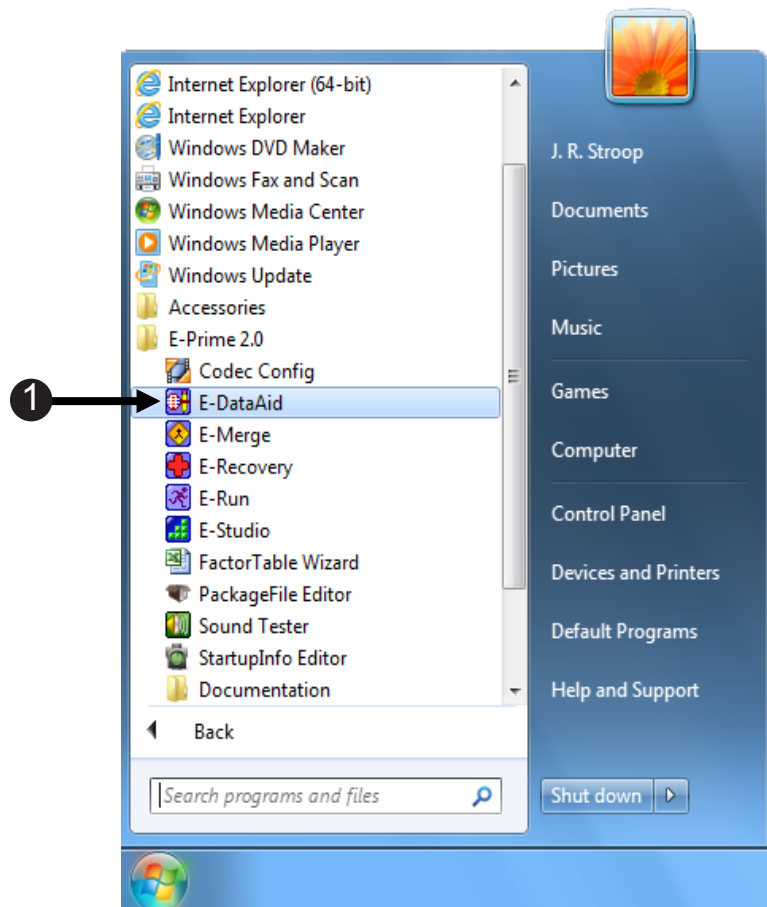 Internet Explorer (64-bit)
Internet Explorer
Windows DVD Maker
Windows Fax and Scan
Windows Media Center
Windows Media Player
Windows Update
Accessories
E-Prime 2.0
Codec Config
1
E-DataAid
E-Merge
E-Recovery
E-Run
E-Studio
FactorTable Wizard
PackageFile Editor
Sound Tester
StartupInfo Editor
Documentation
Back
Search programs and files
J. R. Stroop
Documents
Pictures
Music
Games
Computer
Control Panel
Devices and Printers
Default Programs
Help and Support
Shut down